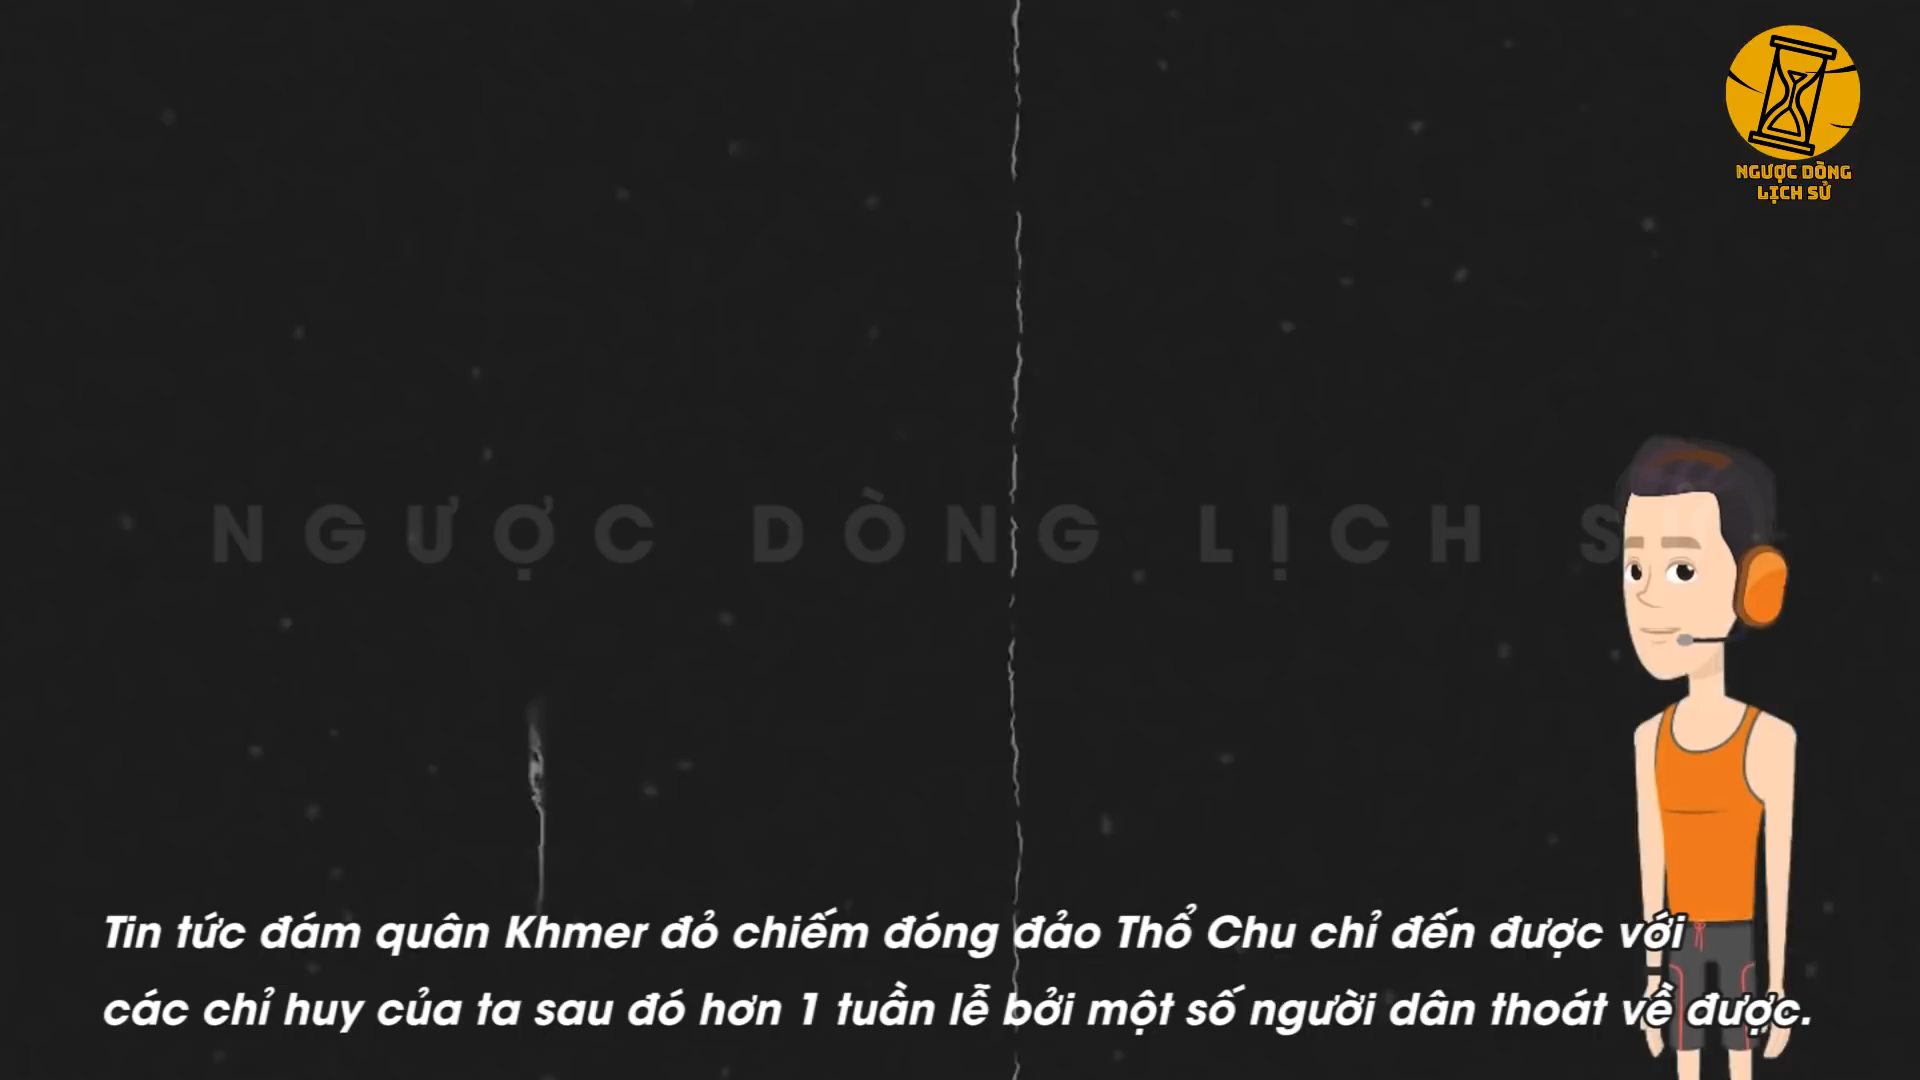 NGƯỢC DÒNG
LỊCH SỬ
NGƯỢC DÒNG LỊCH SỬ
Tin tức đám quân Khmer đỏ chiếm đóng đảo Thổ Chu chỉ đến được với
các chỉ huy của ta sau đó hơn 1 tuần lễ bởi một số người dân thoát về được.